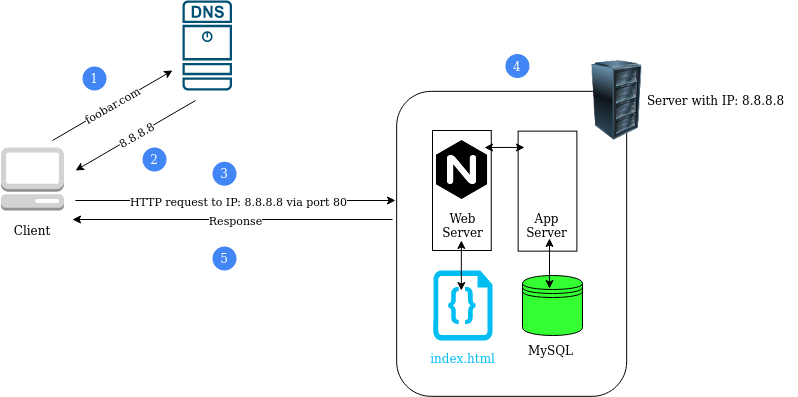 DNS
1
4
foobar.com
Server with IP: 8.8.8.8
8.8.8.8
2
3
HTTP request to IP: 8.8.8.8 via port 80
Response
Client
5
N
Web
Server
App
Server
{}
index.html
MySQL